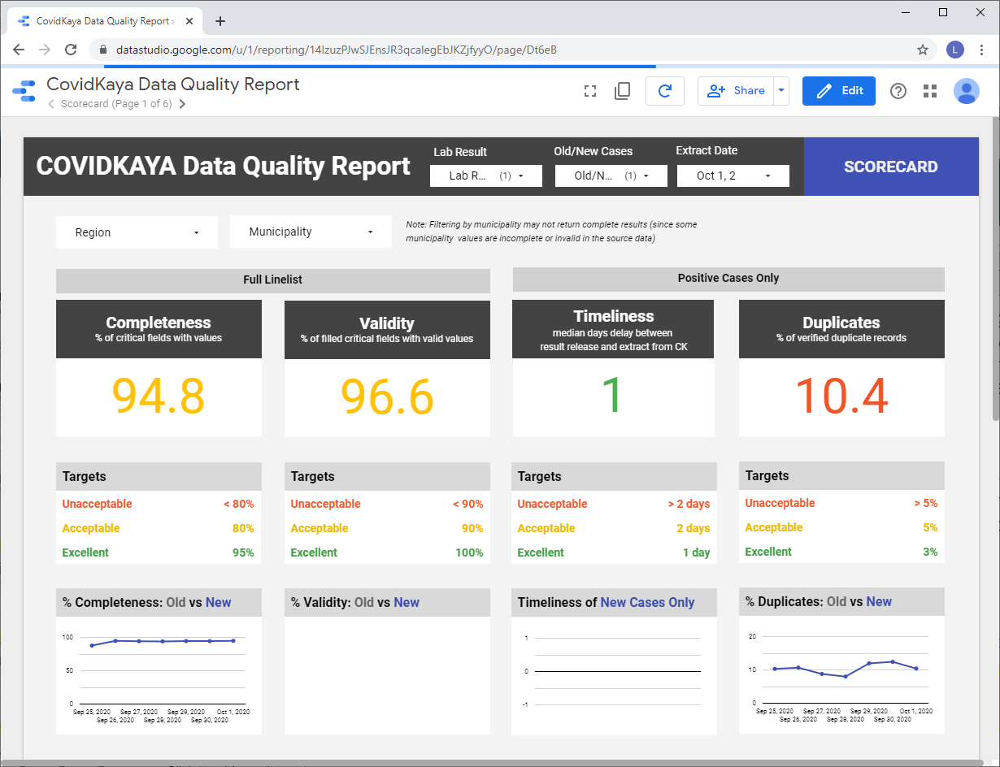 CovidKaya Data Quality Report ›
datastudio.google.com/u/1/reporting/14IzuzPJwSJEnsJR3qcaIegEbJKZjfyyO/page/Dt6eB
L
CovidKaya Data Quality Report
Scorecard (Page 1 of 6)
Share
Edit
COVIDKAYA Data Quality Report
Lab Result
Lab R... (1)
Old/New Cases
Old/N... (1)
Extract Date
Oct 1, 2
SCORECARD
Region
Municipality
Note: Filtering by municipality may not return complete results (since some
municipality values are incomplete or invalid in the source data)
Full Linelist
Positive Cases Only
Completeness
% of critical fields with values
94.8
Validity
% of filled critical fields with valid values
96.6
Timeliness
median days delay between
result release and extract from CK
1
Duplicates
% of verified duplicate records
10.4
Targets
Unacceptable < 80%
Acceptable 80%
Excellent 95%
Targets
Unacceptable < 90%
Acceptable 90%
Excellent 100%
Targets
Unacceptable > 2 days
Acceptable 2 days
Excellent 1 day
Targets
Unacceptable > 5%
Acceptable 5%
Excellent 3%
% Completeness: Old vs New
100
50
0
Sep 25, 2020 Sep 27, 2020 Sep 29, 2020 Oct 1, 2020
Sep 26, 2020 Sep 28, 2020 Sep 30, 2020
% Validity: Old vs New
Timeliness of New Cases Only
1
0
-1
% Duplicates: Old vs New
20
10
0
Sep 25, 2020 Sep 27, 2020 Sep 29, 2020 Oct 1, 2020
Sep 26, 2020 Sep 28, 2020 Sep 30, 2020